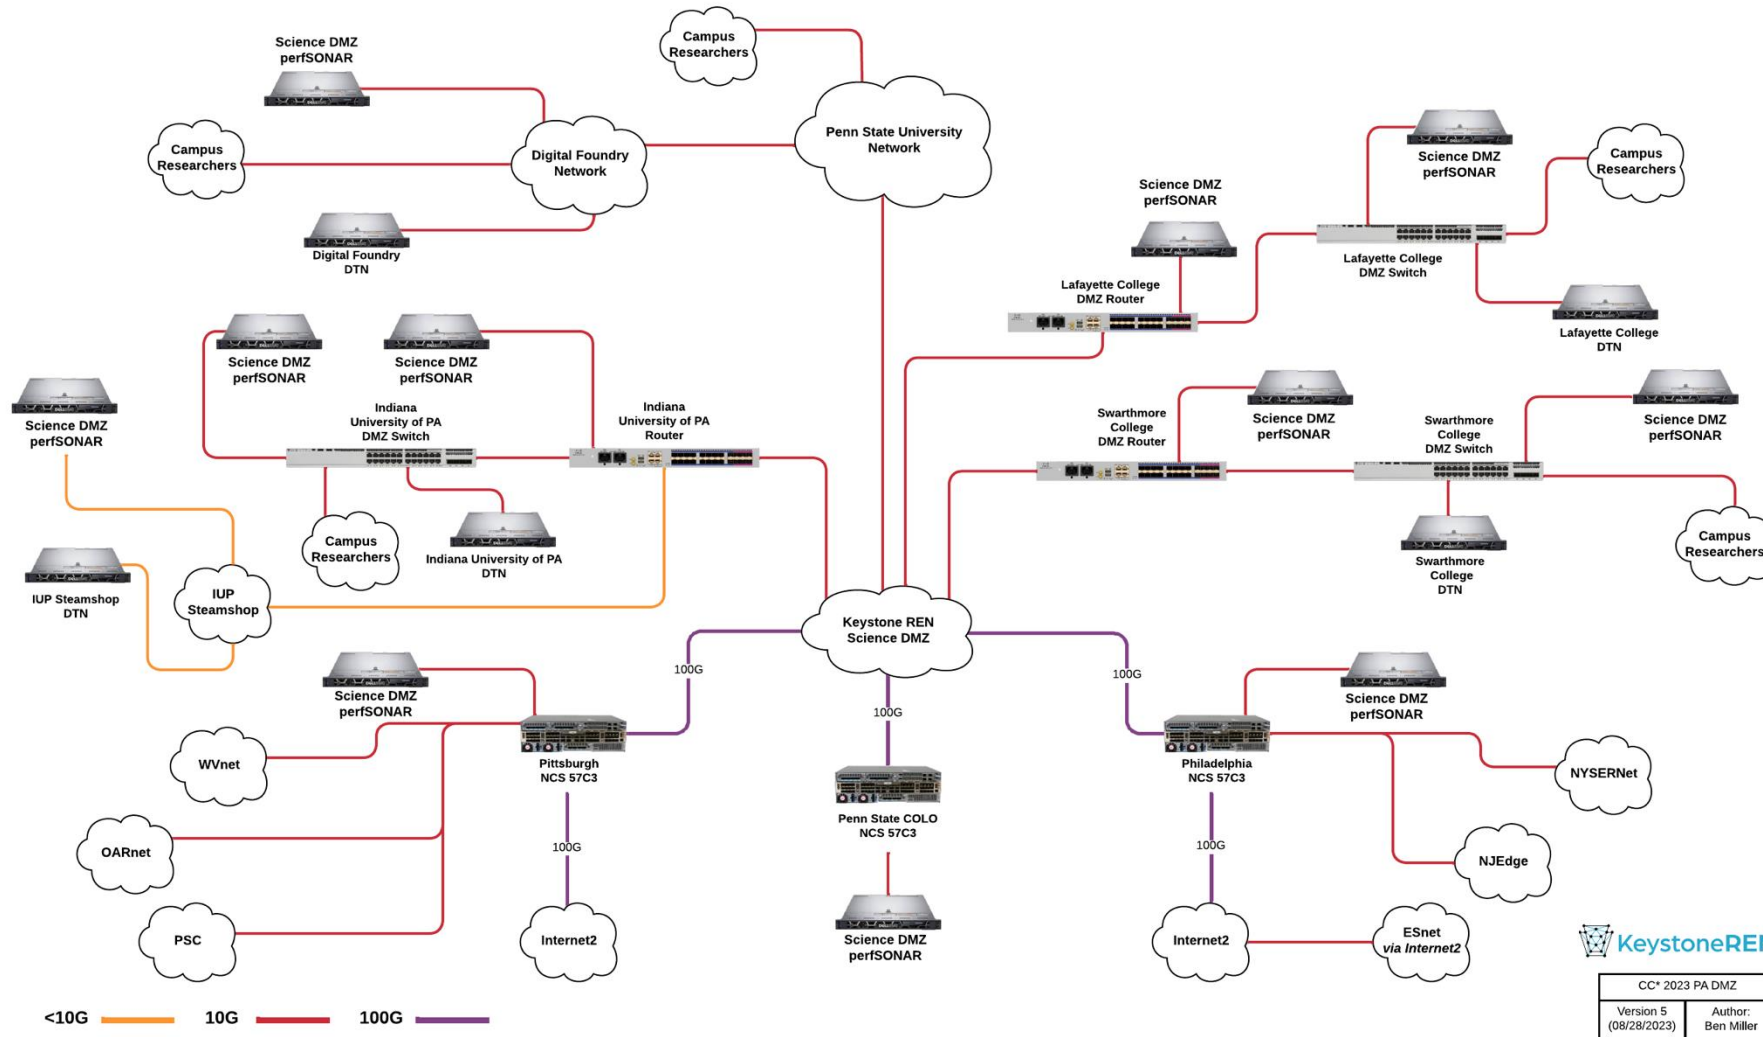 Science DMZ
perfSONAR
Campus
Researchers
Campus
Researchers
Digital Foundry
Network
Penn State University
Network
Digital Foundry
DTN
Science DMZ
perfSONAR
Campus
Researchers
Science DMZ
perfSONAR
Lafayette College
DMZ Switch
Lafayette College
DMZ Router
Lafayette College
DTN
Science DMZ
perfSONAR
Science DMZ
perfSONAR
Science DMZ
perfSONAR
Indiana
University of PA
DMZ Switch
Indiana
University of PA
Router
Campus
Researchers
Indiana University of PA
DTN
IUP Steamshop
DTN
IUP
Steamshop
Swarthmore
College
DMZ Router
Science DMZ
perfSONAR
Swarthmore
College
DMZ Switch
Science DMZ
perfSONAR
Swarthmore
College
DTN
Campus
Researchers
Keystone REN
Science DMZ
100G
100G
100G
Science DMZ
perfSONAR
Pittsburgh
NCS 57C3
WVnet
OARnet
PSC
100G
Internet2
Penn State COLO
NCS 57C3
Science DMZ
perfSONAR
Science DMZ
perfSONAR
Philadelphia
NCS 57C3
NYSERNet
NJEdge
100G
Internet2
ESnet
via Internet2
<10G
10G
100G
KeystoneREN
CC* 2023 PA DMZ
Version 5
(08/28/2023)
Author:
Ben Miller